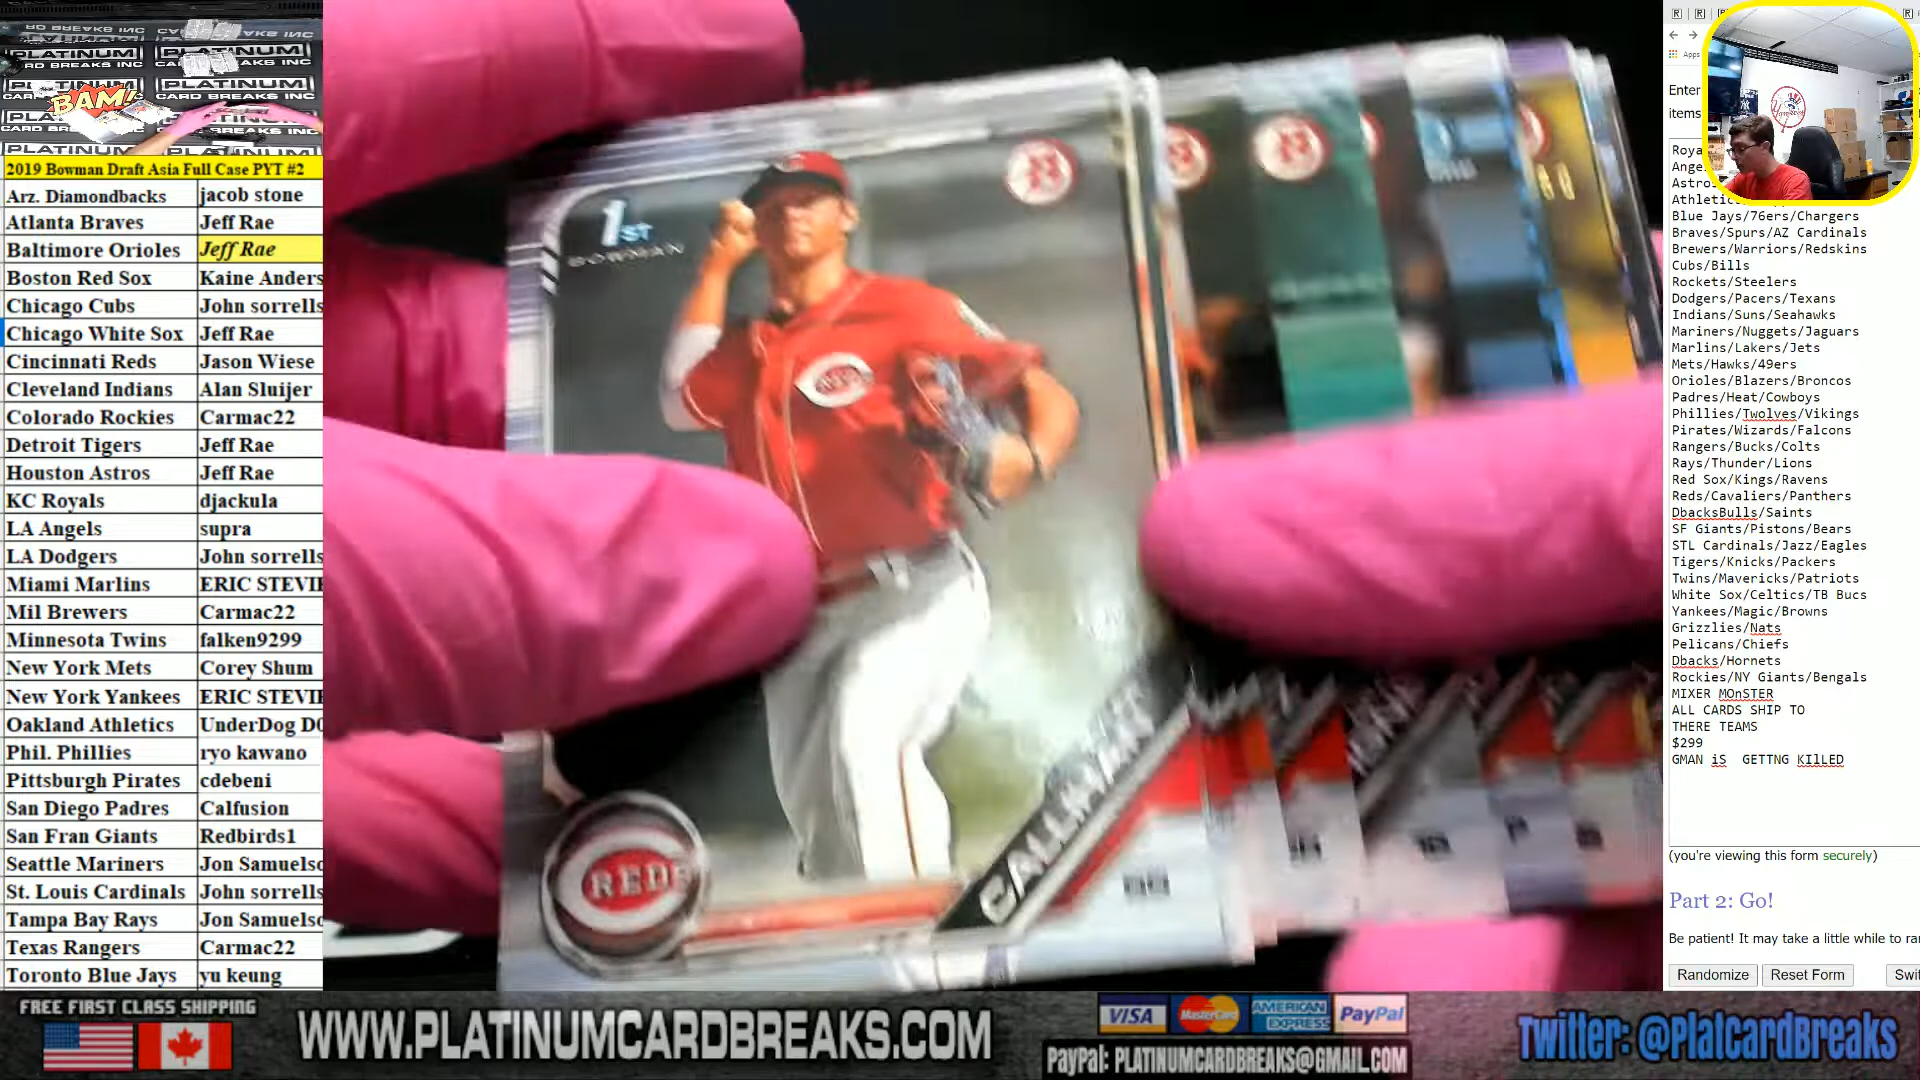 PLATINUM
CARD BREAKS INC
BAM!
2019 Bowman Draft Asia Full Case PYT #2
Arz. Diamondbacks jacob stone
Atlanta Braves Jeff Rae
Baltimore Orioles Jeff Rae
Boston Red Sox Kaine Anders
Chicago Cubs John sorrells
Chicago White Sox Jeff Rae
Cincinnati Reds Jason Wiese
Cleveland Indians Alan Sluijer
Colorado Rockies Carmac22
Detroit Tigers Jeff Rae
Houston Astros Jeff Rae
KC Royals djackula
LA Angels supra
LA Dodgers John sorrells
Miami Marlins ERIC STEVIE
Mil Brewers Carmac22
Minnesota Twins falken9299
New York Mets Corey Shum
New York Yankees ERIC STEVIE
Oakland Athletics UnderDog
Phil. Phillies ryo kawano
Pittsburgh Pirates cdebeni
San Diego Padres Calfusion
San Fran Giants Redbirds1
Seattle Mariners Jon Samuelso
St. Louis Cardinals John sorrells
Tampa Bay Rays Jon Samuelso
Texas Rangers Carmac22
Toronto Blue Jays yu keung
1ST
BOWMAN
REDS
CALLIHAN
Apps
Enter
items
Roya
Ange
Astros
Athletic
Blue Jays/76ers/Chargers
Braves/Spurs/AZ Cardinals
Brewers/Warriors/Redskins
Cubs/Bills
Rockets/Steelers
Dodgers/Pacers/Texans
Indians/Suns/Seahawks
Mariners/Nuggets/Jaguars
Marlins/Lakers/Jets
Mets/Hawks/49ers
Orioles/Blazers/Broncos
Padres/Heat/Cowboys
Phillies/Twolves/Vikings
Pirates/Wizards/Falcons
Rangers/Bucks/Colts
Rays/Thunder/Lions
Red Sox/Kings/Ravens
Reds/Cavaliers/Panthers
DbacksBulls/Saints
SF Giants/Pistons/Bears
STL Cardinals/Jazz/Eagles
Tigers/Knicks/Packers
Twins/Mavericks/Patriots
White Sox/Celtics/TB Bucs
Yankees/Magic/Browns
Grizzlies/Nats
Pelicans/Chiefs
Dbacks/Hornets
Rockies/NY Giants/Bengals
MIXER MOnSTER
ALL CARDS SHIP TO
THERE TEAMS
$299
GMAN iS GETTNG KIlLED
(you're viewing this form securely)
Part 2: Go!
Be patient! It may take a little while to ra
Randomize Reset Form Swit
FREE FIRST CLASS SHIPPING
WWW.PLATINUMCARDBREAKS.COM
VISA MasterCard AMERICAN EXPRESS PayPal
PayPal: PLATINUMCARDBREAKS@GMAIL.COM
Twitter: @PlatCardBreaks